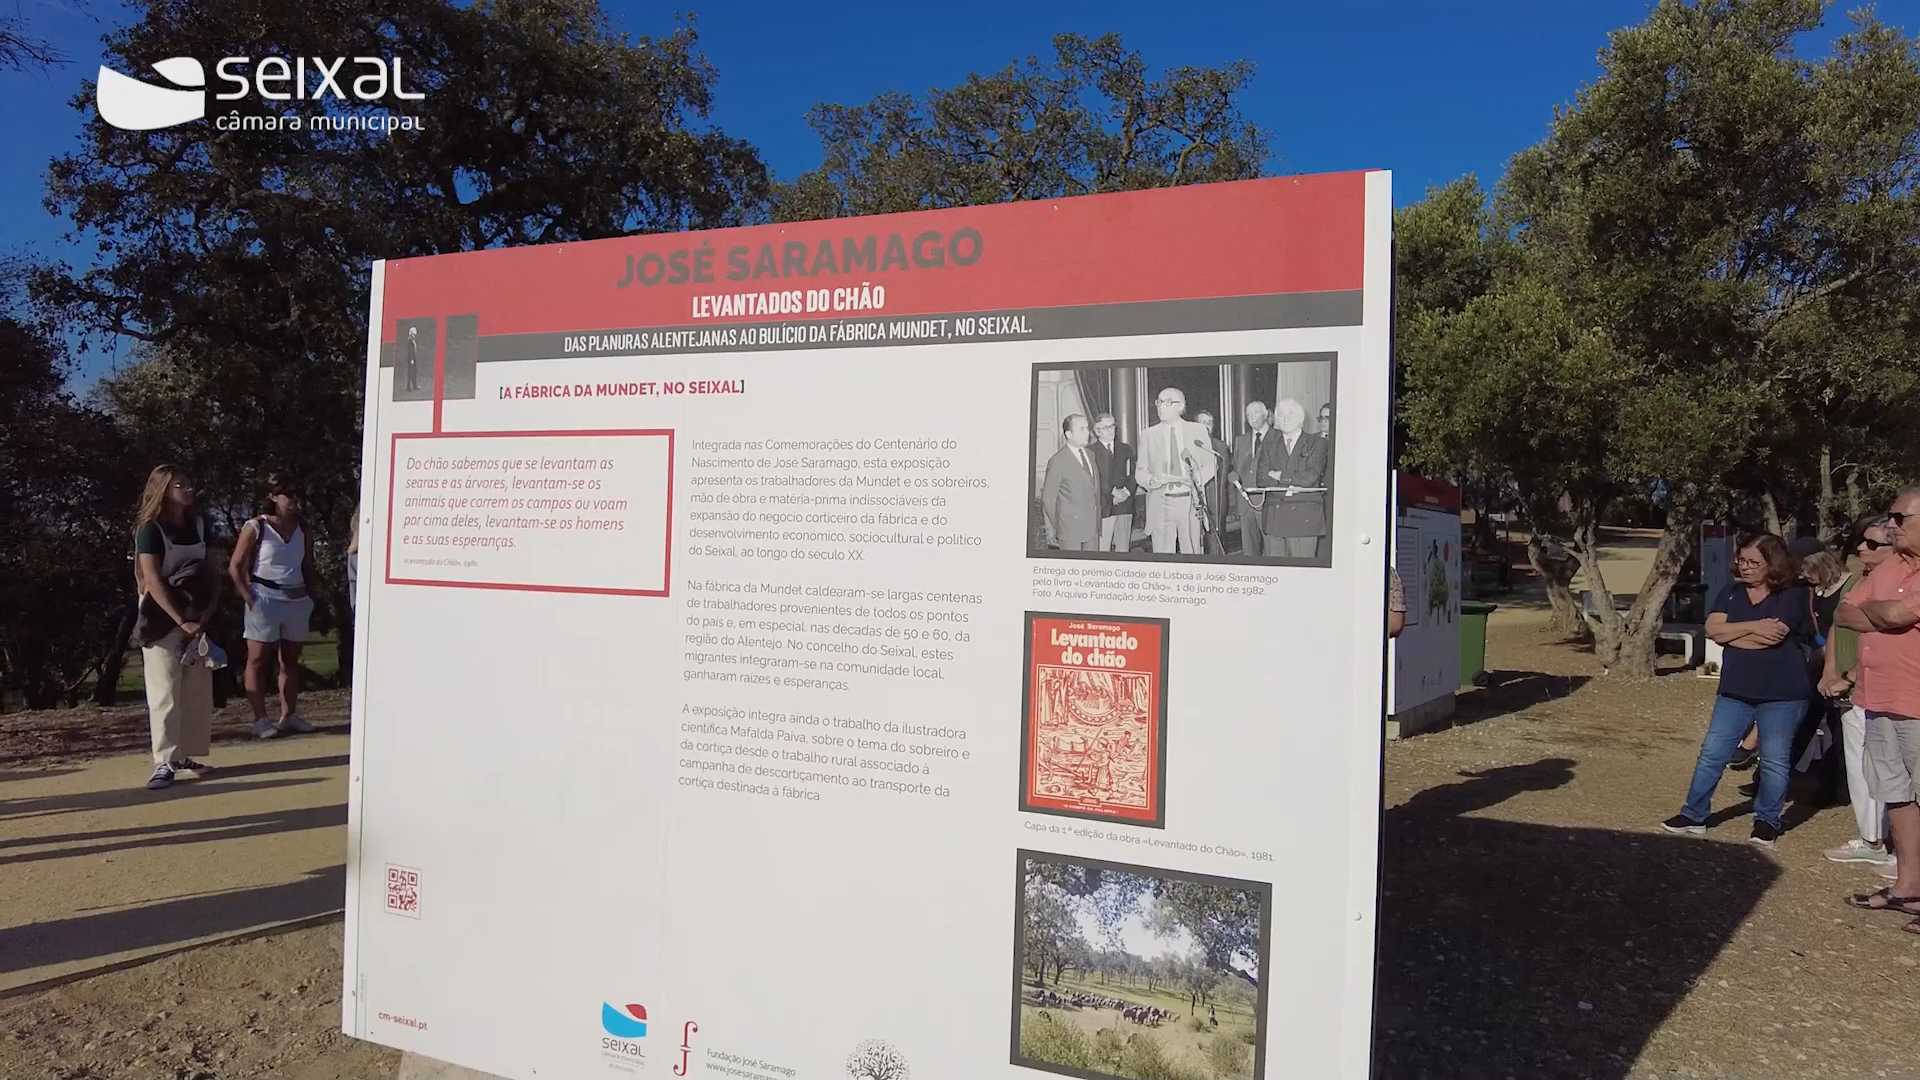 seixal
câmara municipal
JOSÉ SARAMAGO
LEVANTADOS DO CHÃO
DAS PLANURAS ALENTEJANAS AO BULÍCIO DA FÁBRICA MUNDET, NO SEIXAL.
[A FÁBRICA DA MUNDET, NO SEIXAL]
Do chão sabemos que se levantam as
searas e as árvores, levantam-se os
animais que correm os campos ou voam
por cima deles, levantam-se os homens
e as suas esperanças.
«Levantado do Chão», 1980
Integrada nas Comemorações do Centenário do
Nascimento de José Saramago, esta exposição
apresenta os trabalhadores da Mundet e os sobreiros,
mão de obra e matéria-prima indissociáveis da
expansão do negócio corticeiro da fábrica e do
desenvolvimento económico, sociocultural e político
do Seixal, ao longo do século XX.
Na fábrica da Mundet caldearam-se largas centenas
de trabalhadores provenientes de todos os pontos
do país e, em especial, nas décadas de 50 e 60, da
região do Alentejo. No concelho do Seixal, estes
migrantes integraram-se na comunidade local,
ganharam raízes e esperanças.
A exposição integra ainda o trabalho da ilustradora
científica Mafalda Paiva, sobre o tema do sobreiro e
da cortiça desde o trabalho rural associado à
campanha de descortiçamento ao transporte da
cortiça destinada à fábrica.
Entrega do prémio Cidade de Lisboa a José Saramago
pelo livro «Levantado do Chão», 1 de junho de 1982.
Foto: Arquivo Fundação José Saramago.
José Saramago
Levantado
do chão
Capa da 1.ª edição da obra «Levantado do Chão», 1981.
cm-seixal.pt
seixal
câmara municipal
Fundação José Saramago